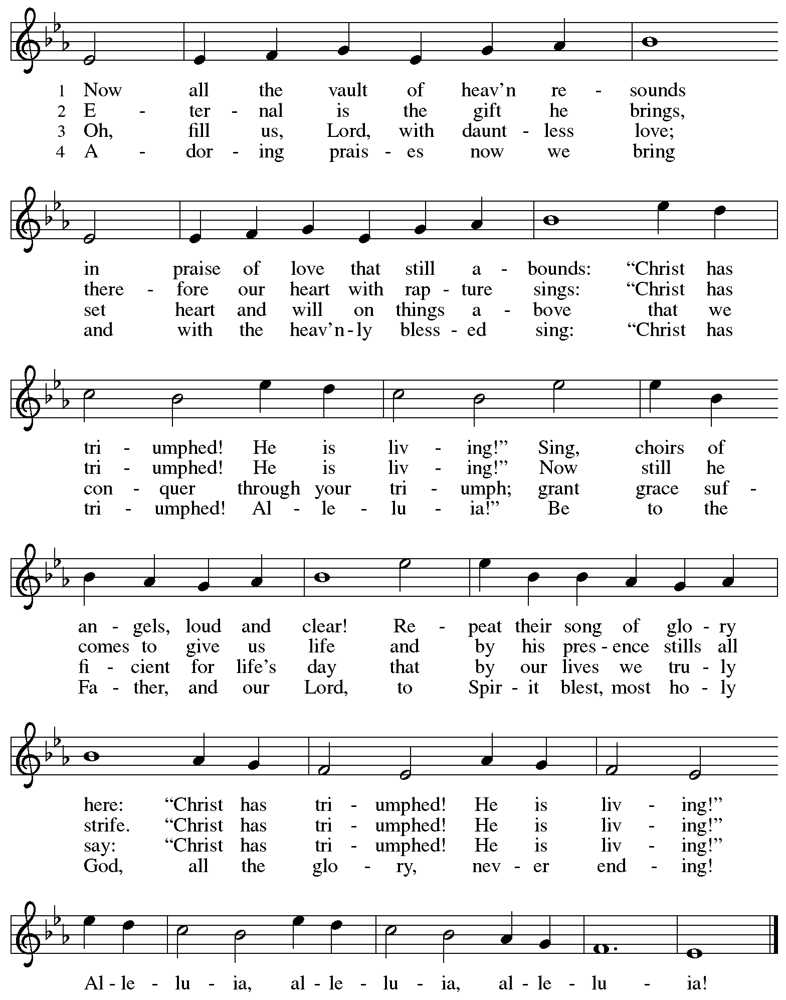 1 Now all the vault of heav’n re - sounds
2 E - ter - nal is the gift he brings,
3 Oh, fill us, Lord, with daunt - less love;
4 A - dor - ing prais - es now we bring
in praise of love that still a - bounds: “Christ has
there - fore our heart with rap - ture sings: “Christ has
set heart and will on things a - bove that we
and with the heav’n - ly bless - ed sing: “Christ has
tri - umphed! He is liv - ing!” Sing, choirs of
tri - umphed! He is liv - ing!” Now still he
con - quer through your tri - umph; grant grace suf -
tri - umphed! Al - le - lu - ia!” Be to the
an - gels, loud and clear! Re - peat their song of glo - ry
comes to give us life and by his pres - ence stills all
fi - cient for life’s day that by our lives we tru - ly
Fa - ther, and our Lord, to Spir - it blest, most ho - ly
here: “Christ has tri - umphed! He is liv - ing!”
strife. “Christ has tri - umphed! He is liv - ing!”
say: “Christ has tri - umphed! He is liv - ing!”
God, all the glo - ry, nev - er end - ing!
Al - le - lu - ia, al - le - lu - ia, al - le - lu - ia!